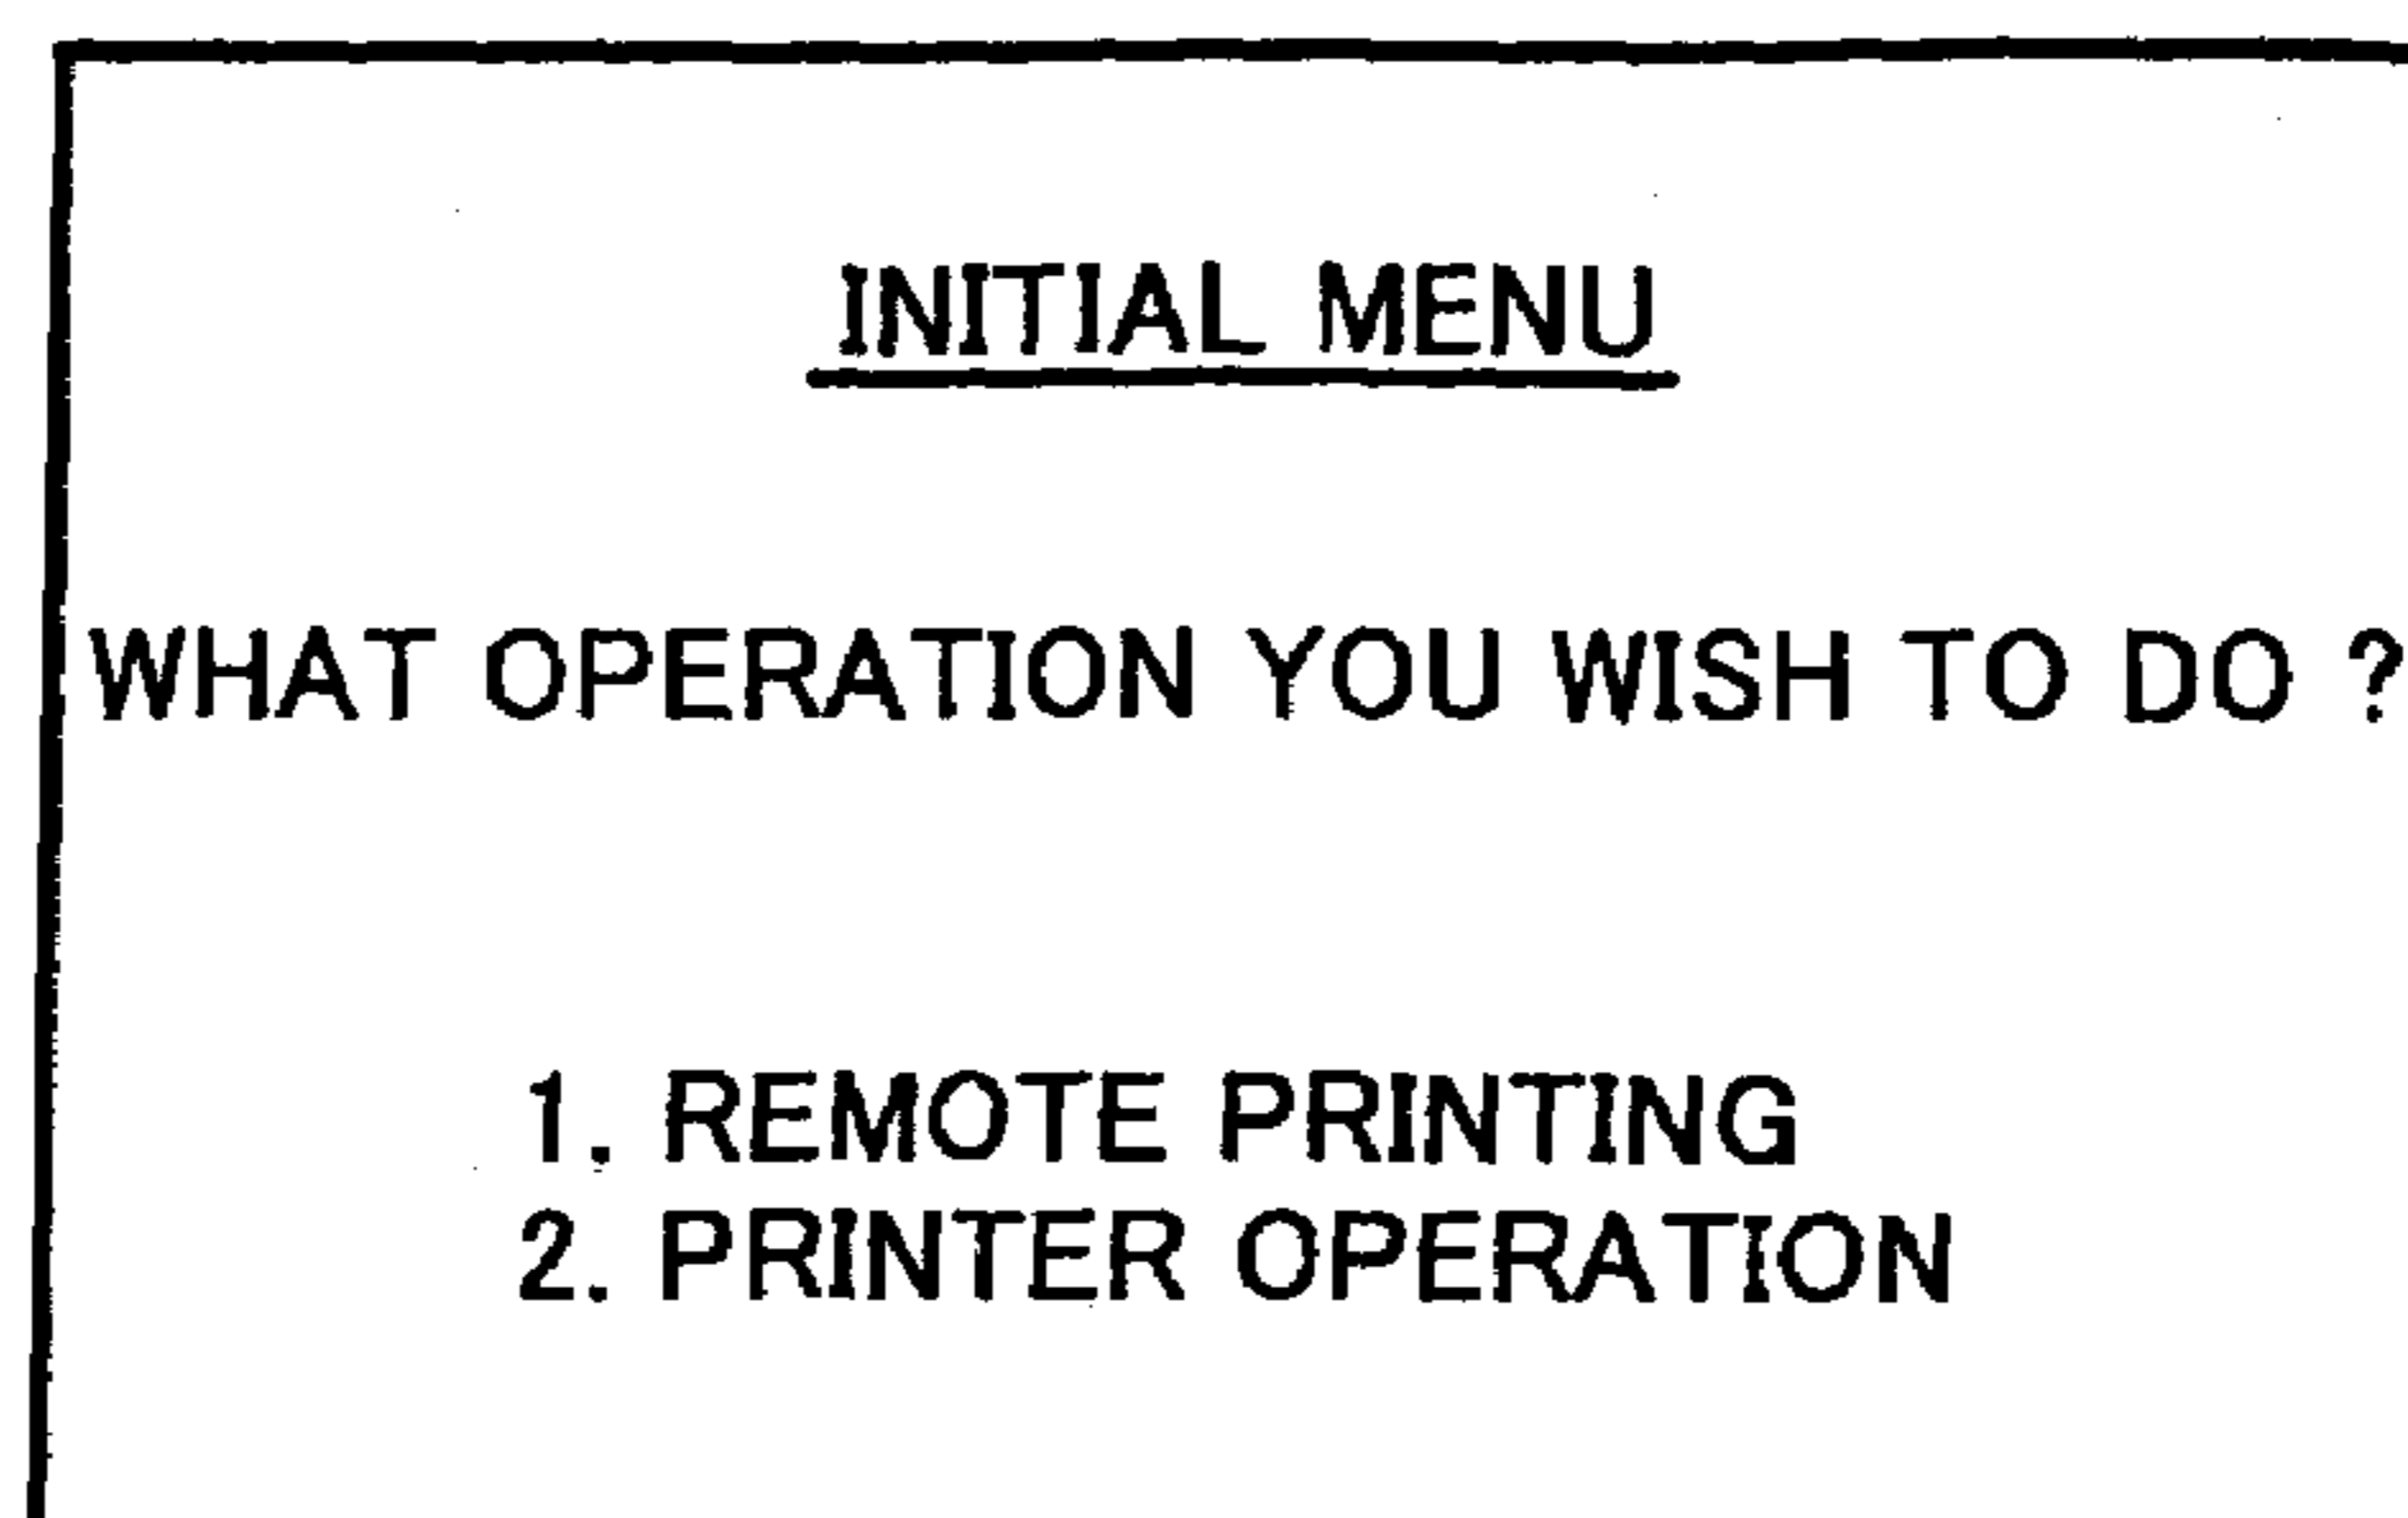 INITIAL MENU
WHAT OPERATION YOU WISH TO DO ?
1. REMOTE PRINTING
2. PRINTER OPERATION